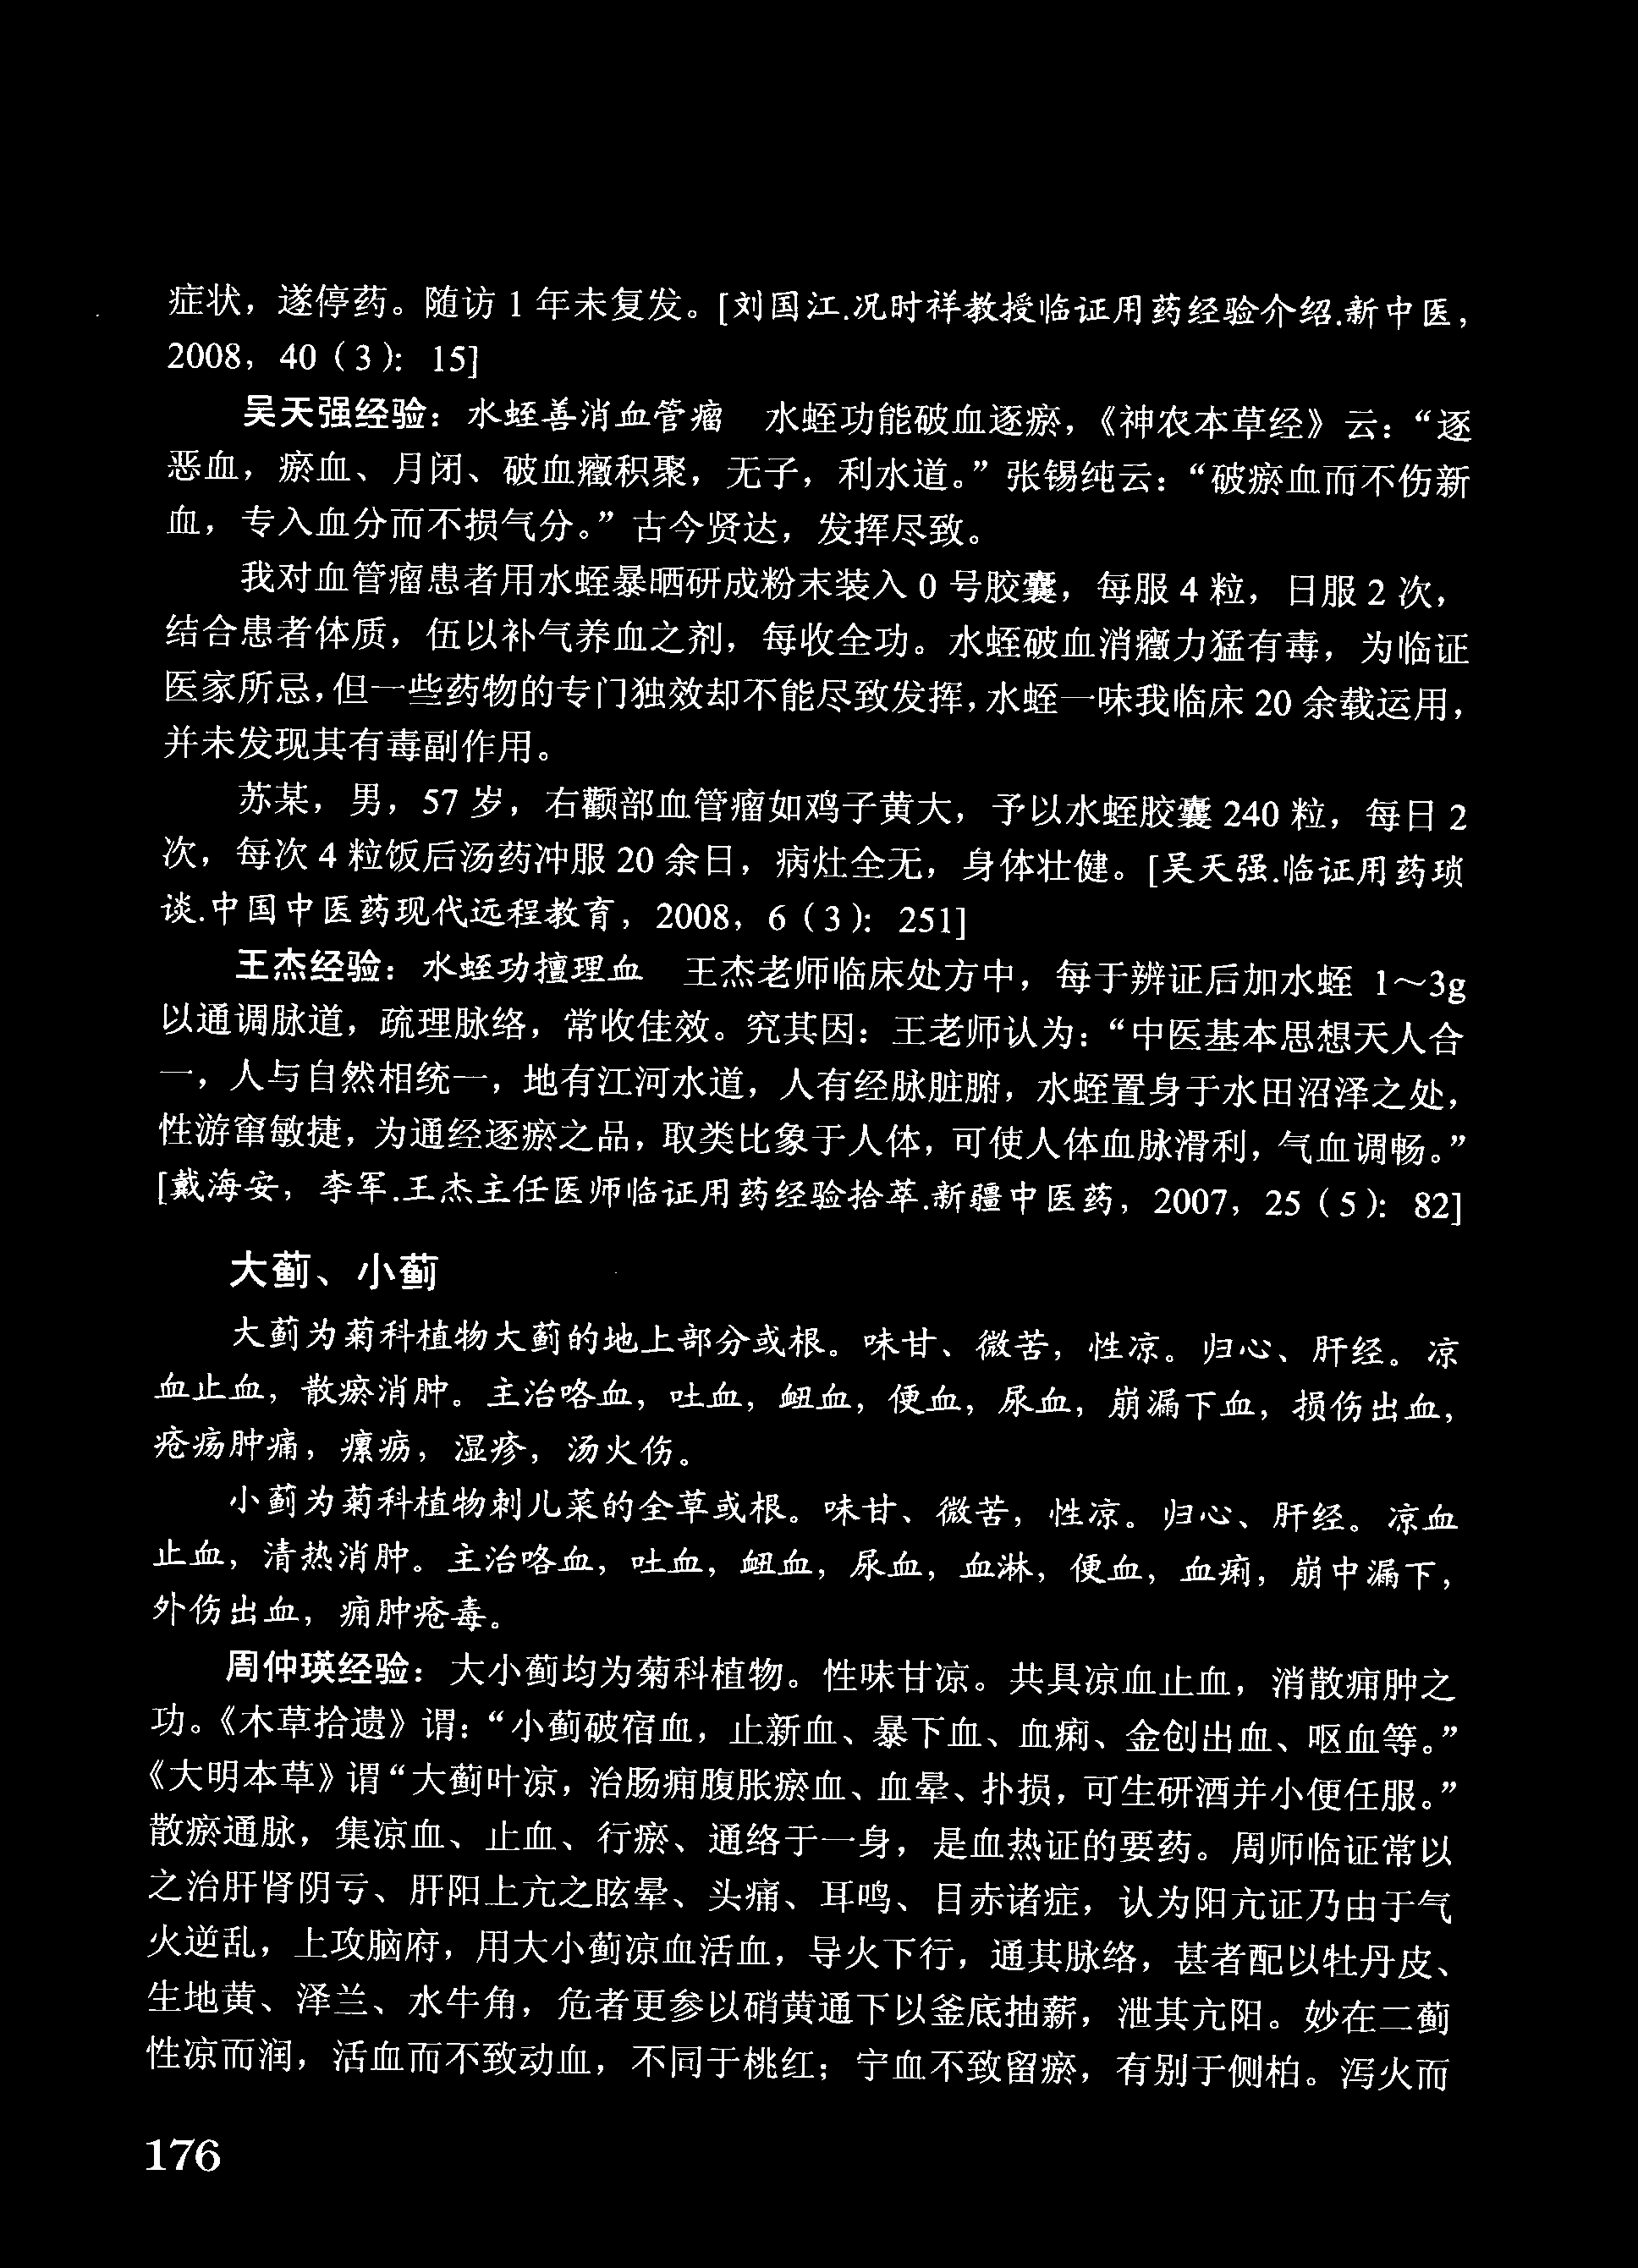 症状，遂停药。随访 1 年未复发。[刘国江.况时祥教授临证用药经验介绍.新中医，
2008，40（3）：15]
吴天强经验：水蛭善消血管瘤　水蛭功能破血逐瘀，《神农本草经》云：“逐
恶血，瘀血、月闭、破血癥积聚，无子，利水道。”张锡纯云：“破瘀血而不伤新
血，专入血分而不损气分。”古今贤达，发挥尽致。
我对血管瘤患者用水蛭暴晒研成粉末装入 0 号胶囊，每服 4 粒，日服 2 次，
结合患者体质，伍以补气养血之剂，每收全功。水蛭破血消癥力猛有毒，为临证
医家所忌，但一些药物的专门独效却不能尽致发挥，水蛭一味我临床 20 余载运用，
并未发现其有毒副作用。
苏某，男，57 岁，右颧部血管瘤如鸡子黄大，予以水蛭胶囊 240 粒，每日 2
次，每次 4 粒饭后汤药冲服 20 余日，病灶全无，身体壮健。[吴天强.临证用药琐
谈.中国中医药现代远程教育，2008，6（3）：251]
王杰经验：水蛭功擅理血　王杰老师临床处方中，每于辨证后加水蛭 1～3g
以通调脉道，疏理脉络，常收佳效。究其因：王老师认为：“中医基本思想天人合
一，人与自然相统一，地有江河水道，人有经脉脏腑，水蛭置身于水田沼泽之处，
性游窜敏捷，为通经逐瘀之品，取类比象于人体，可使人体血脉滑利，气血调畅。”
[戴海安，李军.王杰主任医师临证用药经验拾萃.新疆中医药，2007，25（5）：82]
大蓟、小蓟
大蓟为菊科植物大蓟的地上部分或根。味甘、微苦，性凉。归心、肝经。凉
血止血，散瘀消肿。主治咯血，吐血，衄血，便血，尿血，崩漏下血，损伤出血，
疮疡肿痛，瘰疬，湿疹，汤火伤。
小蓟为菊科植物刺儿菜的全草或根。味甘、微苦，性凉。归心、肝经。凉血
止血，清热消肿。主治咯血，吐血，衄血，尿血，血淋，便血，血痢，崩中漏下，
外伤出血，痈肿疮毒。
周仲瑛经验：大小蓟均为菊科植物。性味甘凉。共具凉血止血，消散痈肿之
功。《木草拾遗》谓：“小蓟破宿血，止新血、暴下血、血痢、金创出血、呕血等。”
《大明本草》谓“大蓟叶凉，治肠痈腹胀瘀血、血晕、扑损，可生研酒并小便任服。”
散瘀通脉，集凉血、止血、行瘀、通络于一身，是血热证的要药。周师临证常以
之治肝肾阴亏、肝阳上亢之眩晕、头痛、耳鸣、目赤诸症，认为阳亢证乃由于气
火逆乱，上攻脑府，用大小蓟凉血活血，导火下行，通其脉络，甚者配以牡丹皮、
生地黄、泽兰、水牛角，危者更参以硝黄通下以釜底抽薪，泄其亢阳。妙在二蓟
性凉而润，活血而不致动血，不同于桃红；宁血不致留瘀，有别于侧柏。泻火而
176